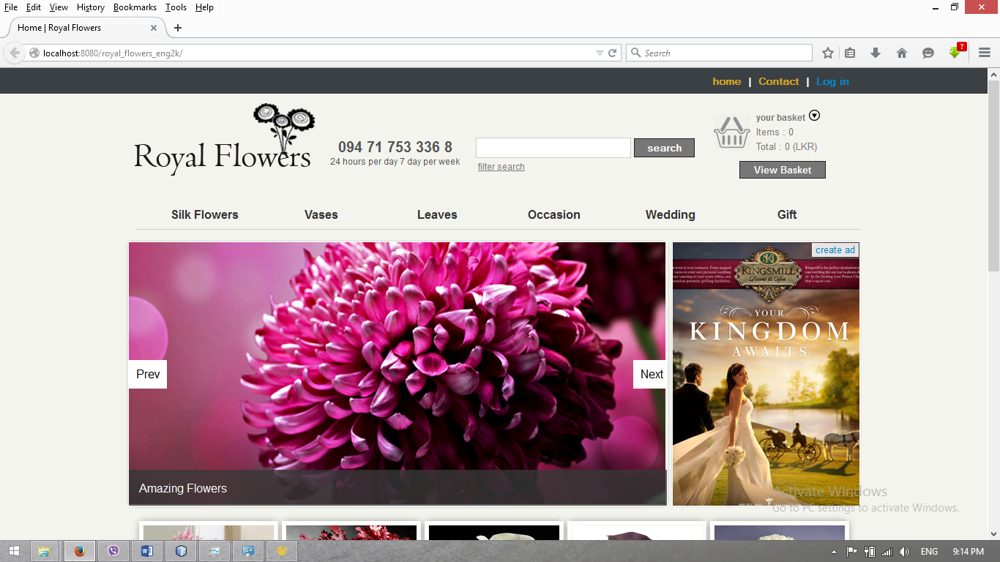 File Edit View History Bookmarks Tools Help
Home | Royal Flowers
localhost:8080/royal_flowers_eng2k/
Search
?
home | Contact | Log in
Royal Flowers
094 71 753 336 8
24 hours per day 7 day per week
search
filter search
your basket
Items : 0
Total : 0 (LKR)
View Basket
Silk Flowers Vases Leaves Occasion Wedding Gift
Prev
Next
Amazing Flowers
create ad
KINGSMILL
Resort & Spa
YOUR
KINGDOM
AWAITS
Activate Windows
Go to PC settings to activate Windows.
ENG 9:14 PM